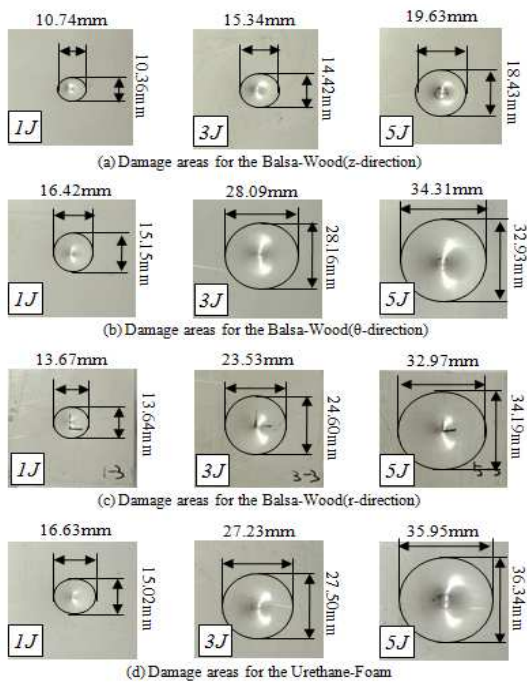 10.74mm
10.36mm
1J
15.34mm
14.42mm
3J
19.63mm
18.43mm
5J
(a) Damage areas for the Balsa-Wood(z-direction)
16.42mm
15.15mm
1J
28.09mm
28.16mm
3J
34.31mm
32.93mm
5J
(b) Damage areas for the Balsa-Wood(θ-direction)
13.67mm
13.64mm
1J
23.53mm
24.60mm
3J
3-3
32.97mm
34.19mm
5J
(c) Damage areas for the Balsa-Wood(r-direction)
16.63mm
15.02mm
1J
27.23mm
27.50mm
3J
35.95mm
36.34mm
5J
(d) Damage areas for the Urethane-Foam